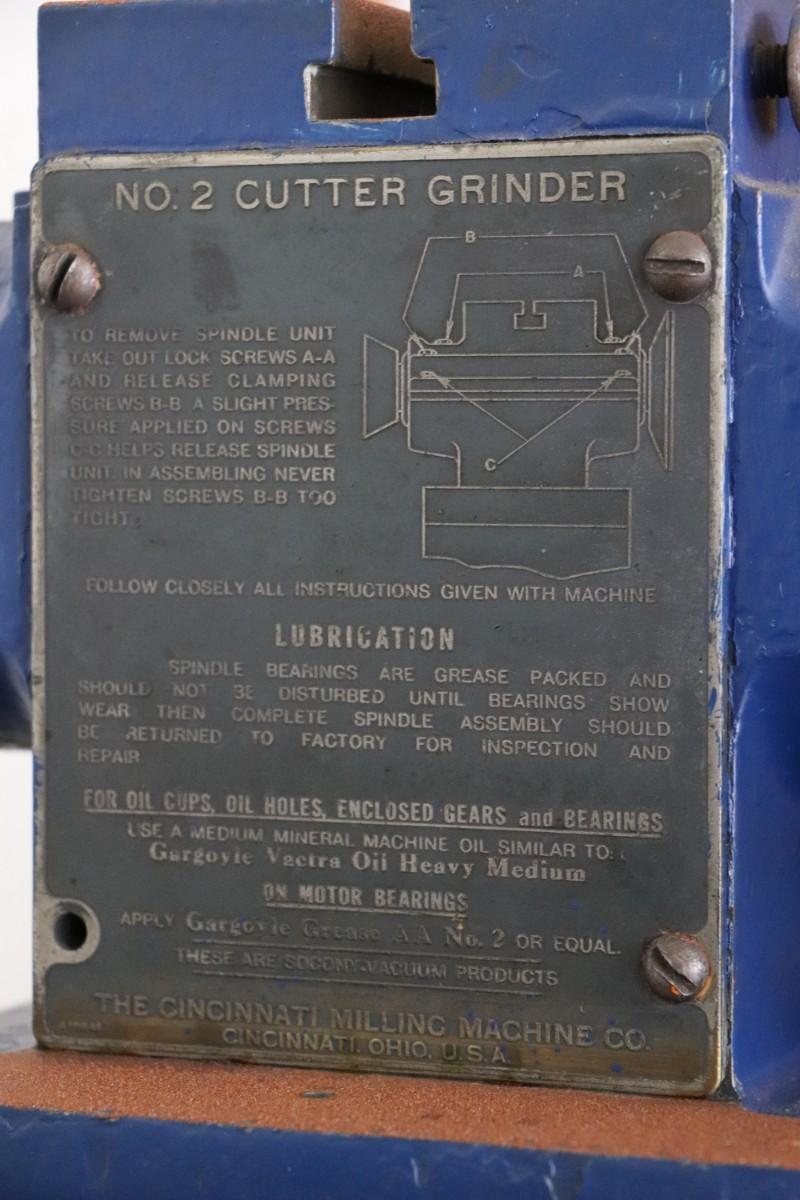 NO. 2 CUTTER GRINDER
B
A
TO REMOVE SPINDLE UNIT
TAKE OUT LOCK SCREWS A-A
AND RELEASE CLAMPING
SCREWS B-B. A SLIGHT PRES-
SURE APPLIED ON SCREWS
C-C HELPS RELEASE SPINDLE
UNIT. IN ASSEMBLING NEVER
TIGHTEN SCREWS B-B TOO
TIGHT.
C
FOLLOW CLOSELY ALL INSTRUCTIONS GIVEN WITH MACHINE
LUBRICATION
SPINDLE BEARINGS ARE GREASE PACKED AND
SHOULD NOT BE DISTURBED UNTIL BEARINGS SHOW
WEAR THEN COMPLETE SPINDLE ASSEMBLY SHOULD
BE RETURNED TO FACTORY FOR INSPECTION AND
REPAIR.
FOR OIL CUPS, OIL HOLES, ENCLOSED GEARS and BEARINGS
USE A MEDIUM MINERAL MACHINE OIL SIMILAR TO:
Gargoyle Vactra Oil Heavy Medium
ON MOTOR BEARINGS
APPLY Gargoyle Grease AA No. 2 OR EQUAL.
THESE ARE SOCONY-VACUUM PRODUCTS
THE CINCINNATI MILLING MACHINE CO.
CINCINNATI, OHIO, U.S.A.